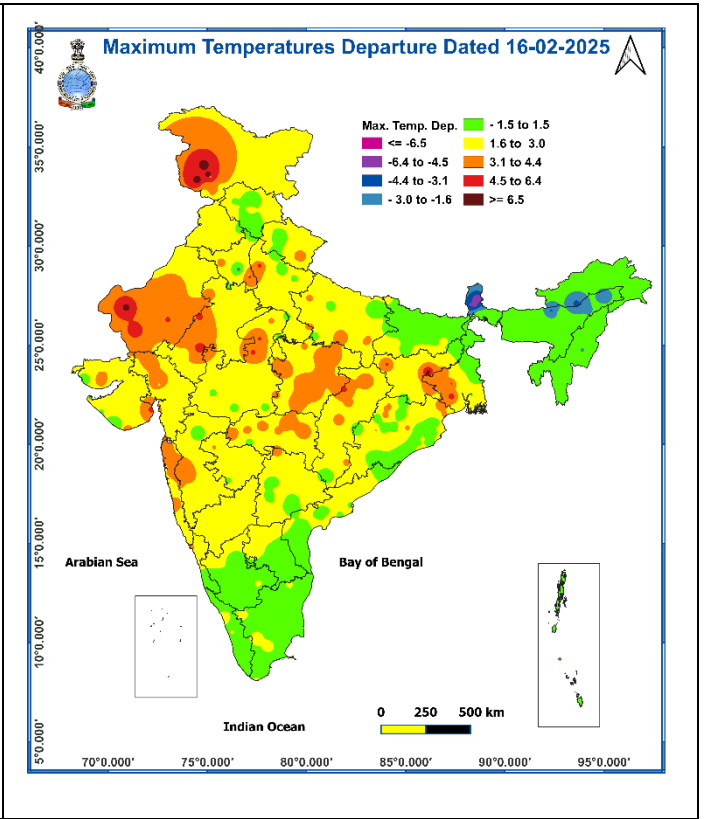 Maximum Temperatures Departure Dated 16-02-2025
Max. Temp. Dep.
<= -6.5
-6.4 to -4.5
-4.4 to -3.1
- 3.0 to -1.6
- 1.5 to 1.5
1.6 to 3.0
3.1 to 4.4
4.5 to 6.4
>= 6.5
40°0.000'
35°0.000'
30°0.000'
25°0.000'
20°0.000'
15°0.000'
10°0.000'
5°0.000'
Arabian Sea
Bay of Bengal
Indian Ocean
0 250 500 km
70°0.000' 75°0.000' 80°0.000' 85°0.000' 90°0.000' 95°0.000'